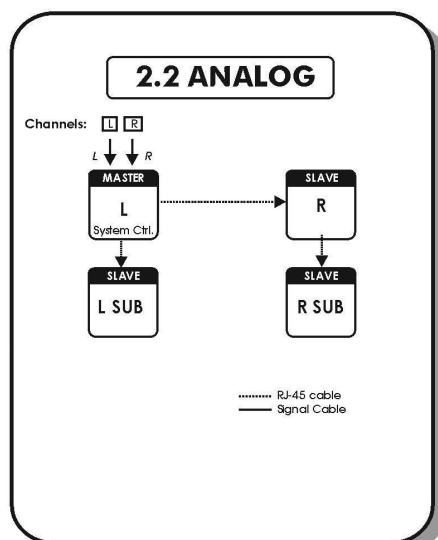 2.2 ANALOG
Channels: L R
L R
MASTER
L
System Ctrl.
SLAVE
R
SLAVE
L SUB
SLAVE
R SUB
RJ-45 cable
Signal Cable